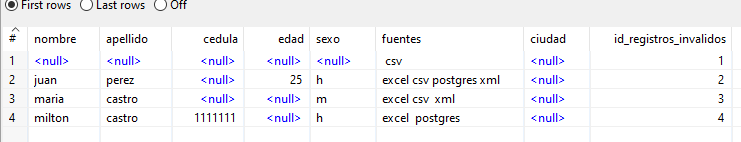 First rows Last rows Off
# nombre apellido cedula edad sexo fuentes ciudad id_registros_invalidos
1 <null> <null> <null> <null> <null> csv <null> 1
2 juan perez <null> 25 h excel csv postgres xml <null> 2
3 maria castro <null> <null> m excel csv xml <null> 3
4 milton castro 1111111 <null> h excel postgres <null> 4